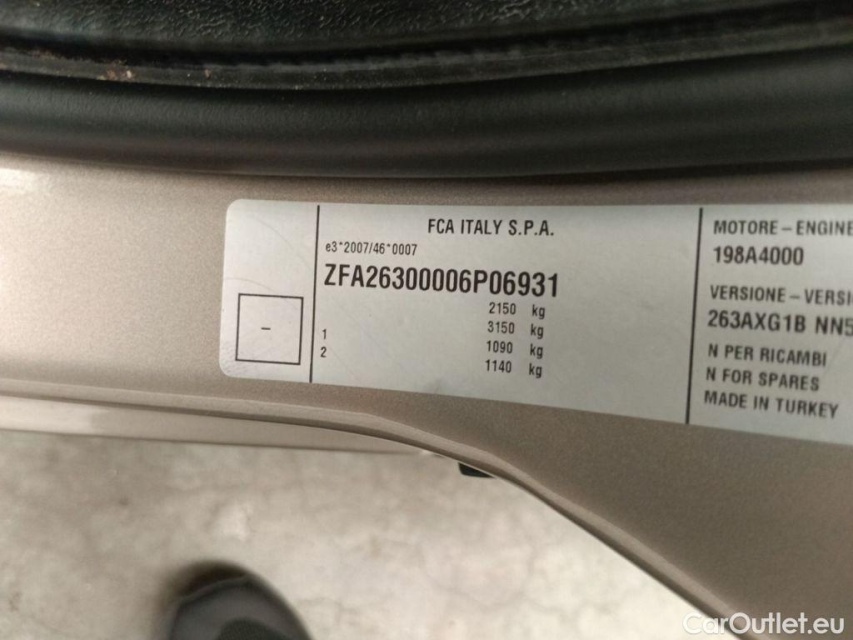 FCA ITALY S.P.A.
e3*2007/46*0007
ZFA26300006P06931
2150 kg
3150 kg
1 1090 kg
2 1140 kg
-
MOTORE - ENGINE
198A4000
VERSIONE - VERSI
263AXG1B NN5
N PER RICAMBI
N FOR SPARES
MADE IN TURKEY
CarOutlet.eu